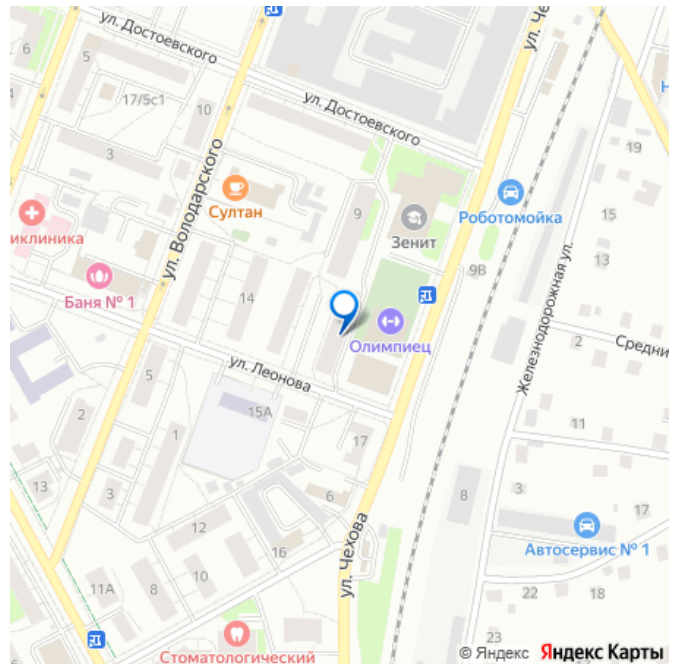 ул. Достоевского
ул. Че
6
5
17/5с1
10
ул. Достоевского
3
19
Султан
9
Зенит
Роботомойка
15
иклиника
ул. Володарского
9В
13
Баня № 1
14
Железнодорожная ул.
Олимпиец
2
Средни
5
ул. Леонова
15А
2
1
17
11
13
3
6
8
3
17
12
ул. Чехова
Автосервис № 1
16
11А
8
10
22
18
23
Стоматологический
© Яндекс Яндекс Карты